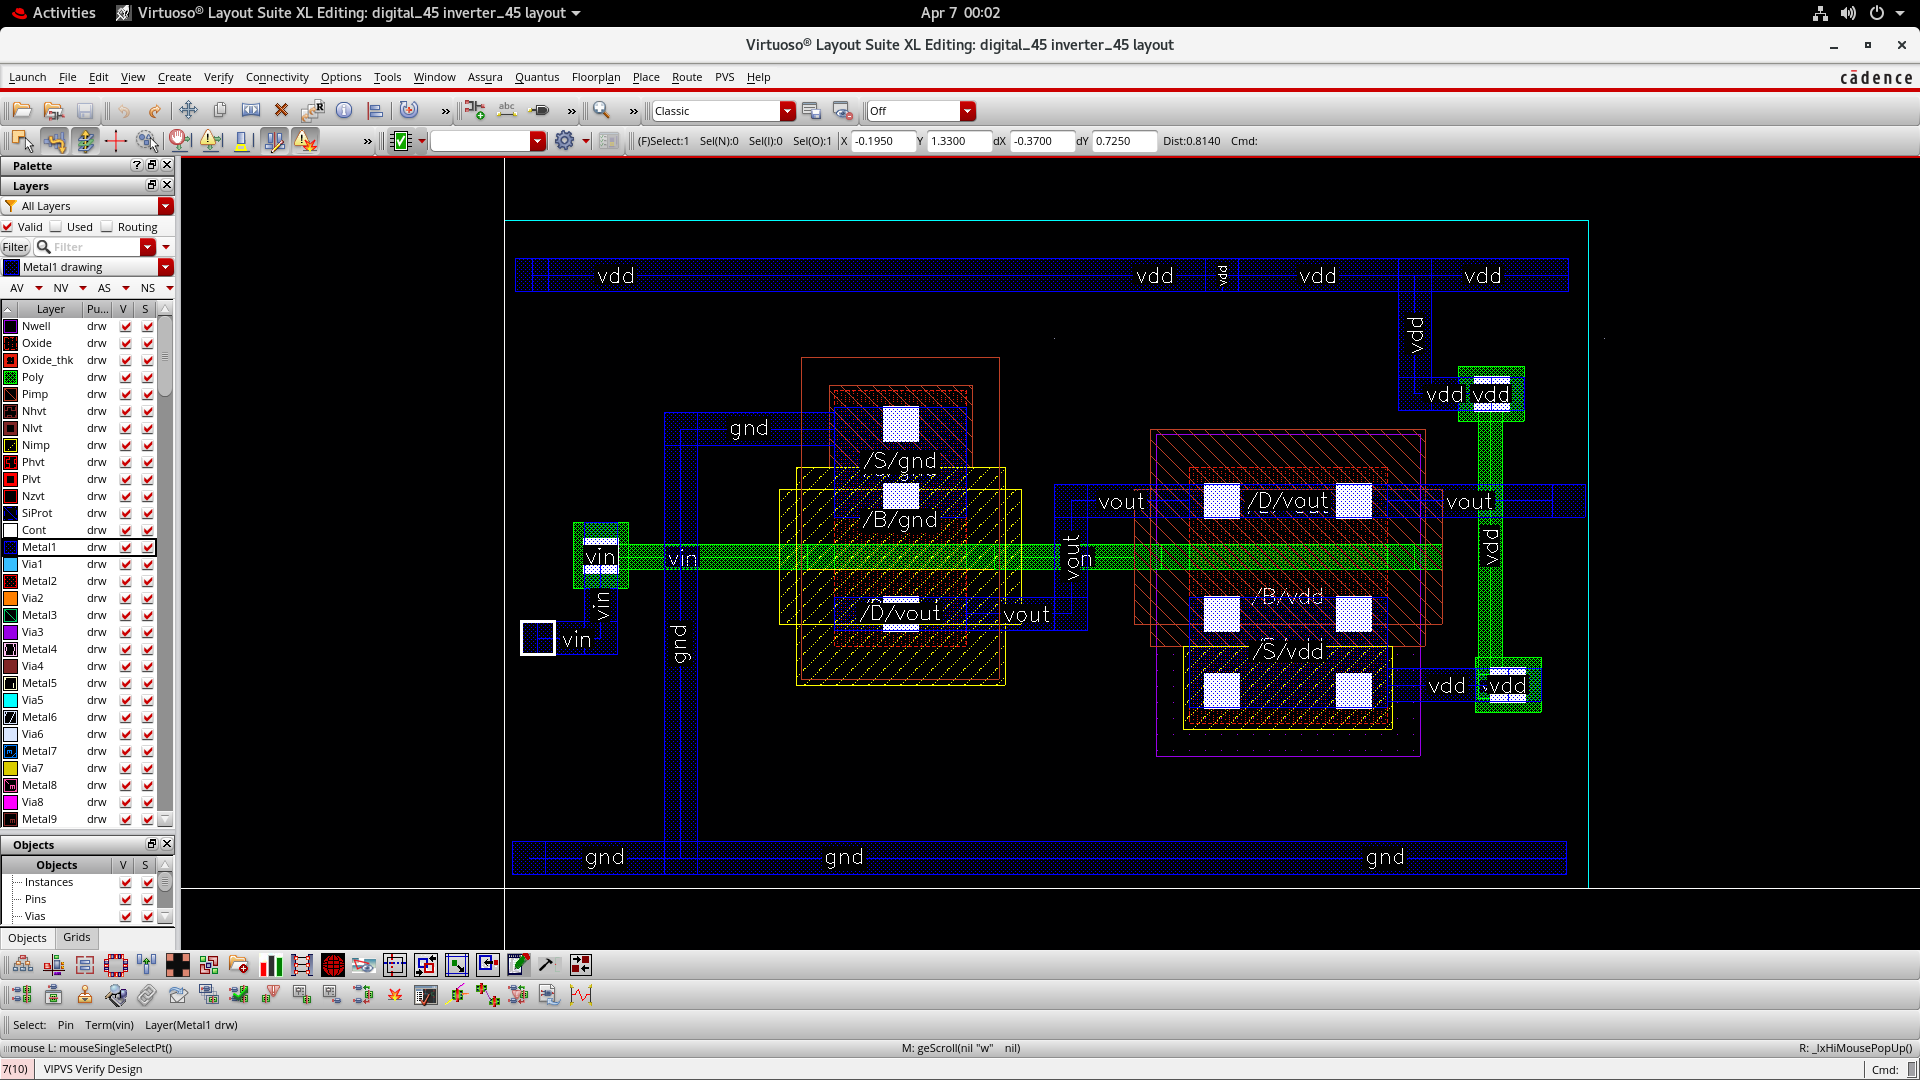 Activities
Virtuoso® Layout Suite XL Editing: digital_45 inverter_45 layout
Apr 7 00:02
Virtuoso® Layout Suite XL Editing: digital_45 inverter_45 layout
Launch File Edit View Create Verify Connectivity Options Tools Window Assura Quantus Floorplan Place Route PVS Help
cādence
Classic
Off
(F)Select:1 Sel(N):0 Sel(I):0 Sel(O):1 X -0.1950 Y 1.3300 dX -0.3700 dY 0.7250 Dist:0.8140 Cmd:
Palette
Layers
All Layers
Valid Used Routing
Filter Filter
Metal1 drawing
AV NV AS NS
Layer Pu... V S
Nwell drw
Oxide drw
Oxide_thk drw
Poly drw
Pimp drw
Nhvt drw
Nlvt drw
Nimp drw
Phvt drw
Plvt drw
Nzvt drw
SiProt drw
Cont drw
Metal1 drw
Via1 drw
Metal2 drw
Via2 drw
Metal3 drw
Via3 drw
Metal4 drw
Via4 drw
Metal5 drw
Via5 drw
Metal6 drw
Via6 drw
Metal7 drw
Via7 drw
Metal8 drw
Via8 drw
Metal9 drw
Objects
Objects V S
Instances
Pins
Vias
Objects Grids
vdd vdd vdd vdd vdd
vdd
vdd vdd
gnd
/S/gnd
/B/gnd
vout /D/vout vout
vin vin vout vdd
vin
/D/vout vout
/B/vdd
vin
gnd
/S/vdd
vdd vdd
gnd gnd gnd
Select: Pin Term(vin) Layer(Metal1 drw)
mouse L: mouseSingleSelectPt()
M: geScroll(nil "w" nil)
R: _lxHiMousePopUp()
7(10) VIPVS Verify Design
Cmd: